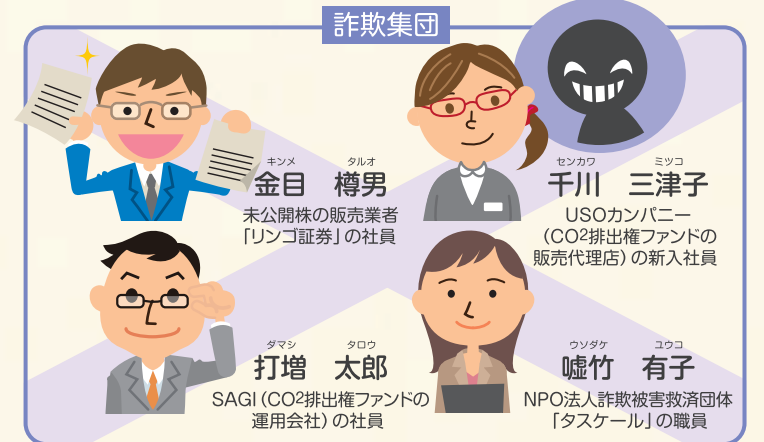 詐欺集団
キンメ タルオ
金目 樽男
未公開株の販売業者
「リンゴ証券」の社員
センカワ ミツコ
千川 三津子
USOカンパニー
（CO2排出権ファンドの
販売代理店）の新入社員
ダマシ タロウ
打増 太郎
SAGI（CO2排出権ファンドの
運用会社）の社員
ウソダケ ユウコ
嘘竹 有子
NPO法人詐欺被害救済団体
「タスケール」の職員